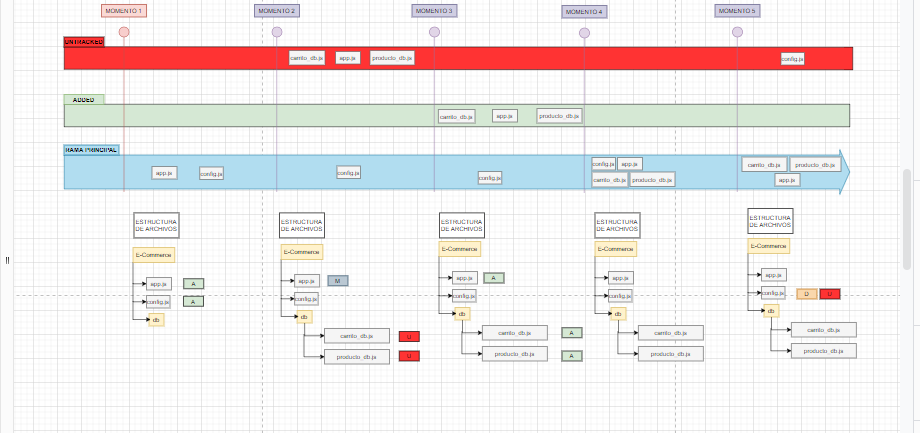 MOMENTO 1
MOMENTO 2
MOMENTO 3
MOMENTO 4
MOMENTO 5
UNTRACKED
carrito_db.js
app.js
producto_db.js
config.js
ADDED
carrito_db.js
app.js
producto_db.js
RAMA PRINCIPAL
app.js
config.js
config.js
config.js
config.js
app.js
carrito_db.js
producto_db.js
carrito_db.js
producto_db.js
app.js
ESTRUCTURA
DE ARCHIVOS
E-Commerce
app.js
A
config.js
A
db
ESTRUCTURA
DE ARCHIVOS
E-Commerce
app.js
M
config.js
db
carrito_db.js
U
producto_db.js
U
ESTRUCTURA
DE ARCHIVOS
E-Commerce
app.js
A
config.js
db
carrito_db.js
A
producto_db.js
A
ESTRUCTURA
DE ARCHIVOS
E-Commerce
app.js
config.js
db
carrito_db.js
producto_db.js
ESTRUCTURA
DE ARCHIVOS
E-Commerce
app.js
config.js
D
U
db
carrito_db.js
producto_db.js